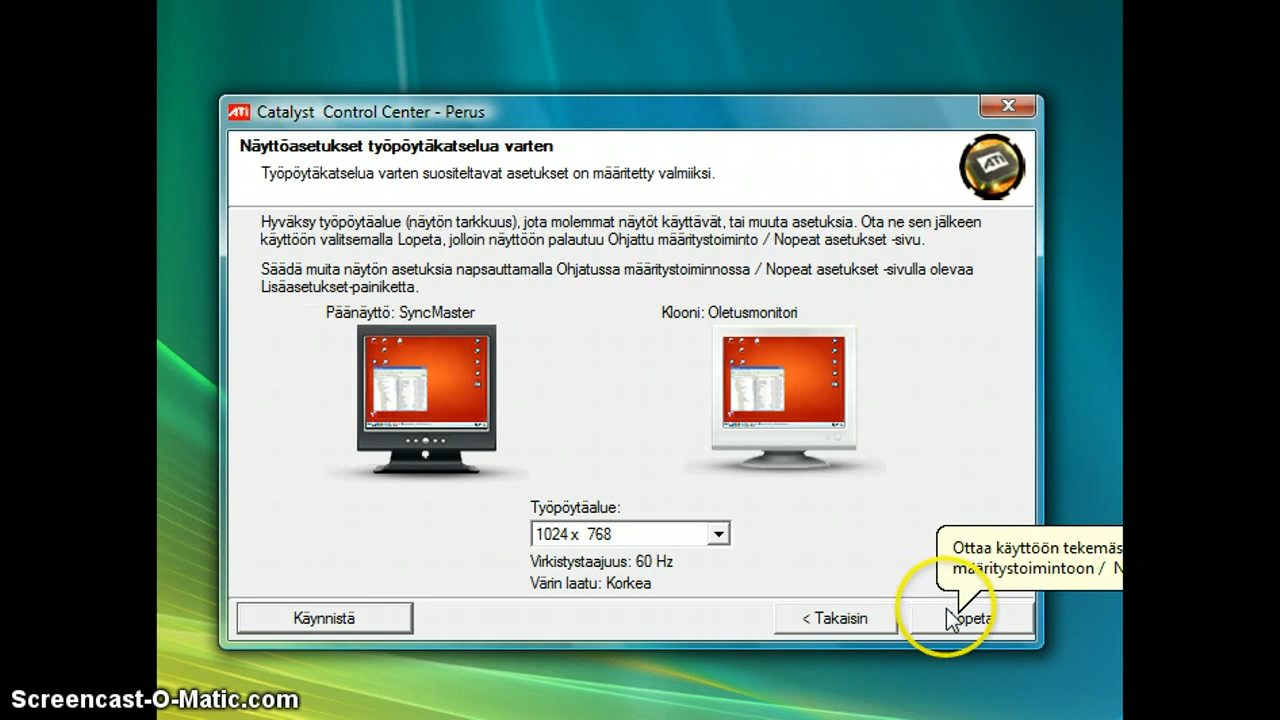 ATI Catalyst Control Center - Perus
Näyttöasetukset työpöytäkatselua varten
Työpöytäkatselua varten suositeltavat asetukset on määritetty valmiiksi.
ATI
Hyväksy työpöytäalue (näytön tarkkuus), jota molemmat näytöt käyttävät, tai muuta asetuksia. Ota ne sen jälkeen
käyttöön valitsemalla Lopeta, jolloin näyttöön palautuu Ohjattu määritystoiminto / Nopeat asetukset -sivu.
Säädä muita näytön asetuksia napsauttamalla Ohjatussa määritystoiminnossa / Nopeat asetukset -sivulla olevaa
Lisäasetukset-painiketta.
Päänäyttö: SyncMaster
Klooni: Oletusmonitori
Työpöytäalue:
1024 x 768
Virkistystaajuus: 60 Hz
Värin laatu: Korkea
Ottaa käyttöön tekemäs
määritystoimintoon / N
Käynnistä
< Takaisin
Lopeta
Screencast-O-Matic.com